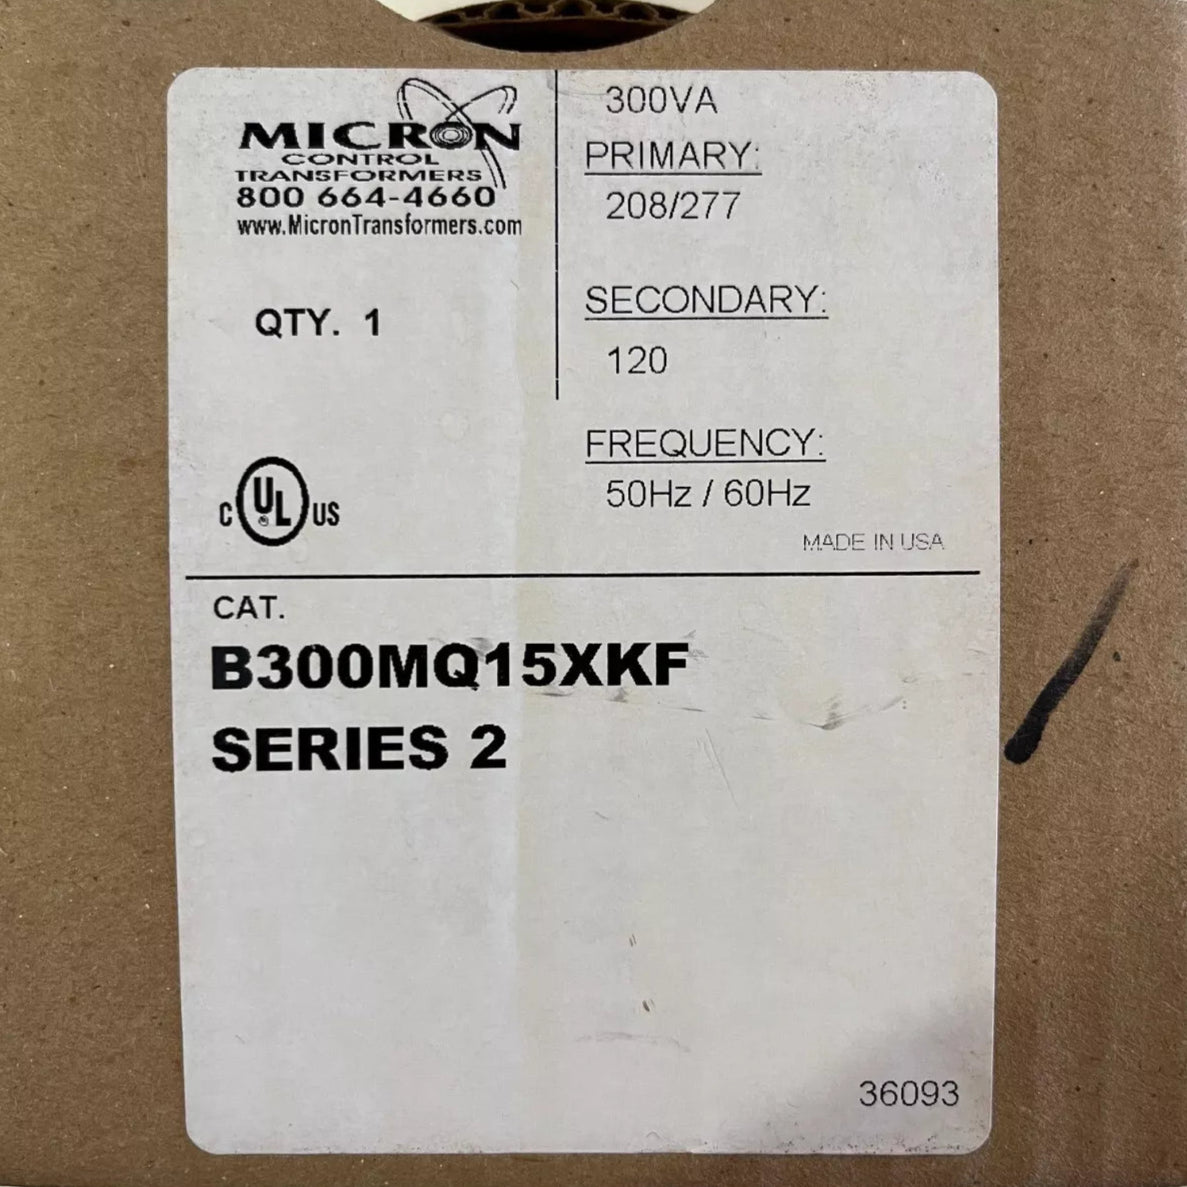 MICRON
CONTROL
TRANSFORMERS
800 664-4660
www.MicronTransformers.com
QTY. 1
C UL US
300VA
PRIMARY:
208/277
SECONDARY:
120
FREQUENCY:
50Hz / 60Hz
MADE IN USA
CAT.
B300MQ15XKF
SERIES 2
36093